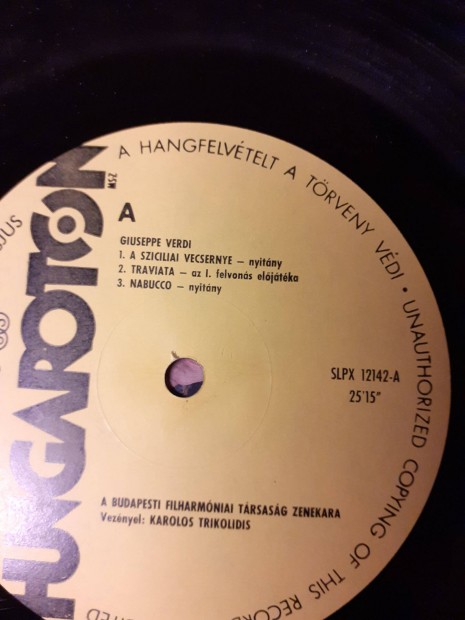 HUNGAROTON
MSZ
A HANGFELVÉTELT A TÖRVÉNY VÉDI • UNAUTHORIZED COPYING OF THIS RECORD
A
GIUSEPPE VERDI
1. A SZICILIAI VECSERNYE – nyitány
2. TRAVIATA – az I. felvonás előjátéka
3. NABUCCO – nyitány
SLPX 12142-A
25'15"
A BUDAPESTI FILHARMÓNIAI TÁRSASÁG ZENEKARA
Vezényel: KAROLOS TRIKOLIDIS